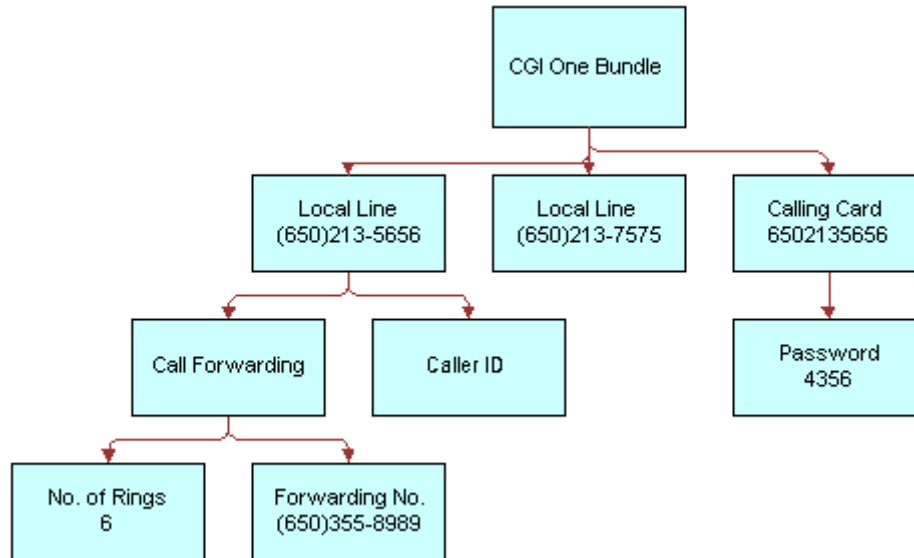 CGI One Bundle
Local Line
(650)213-5656
Local Line
(650)213-7575
Calling Card
6502135656
Call Forwarding
Caller ID
Password
4356
No. of Rings
6
Forwarding No.
(650)355-8989